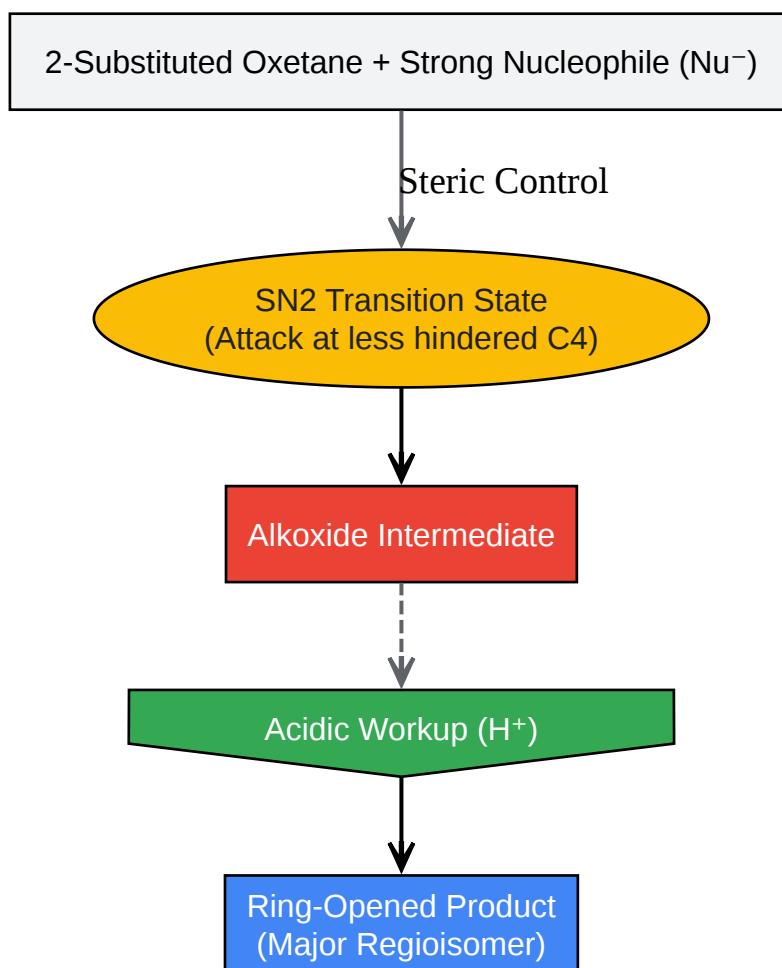 2-Substituted Oxetane + Strong Nucleophile (Nu⁻)
Steric Control
SN2 Transition State
(Attack at less hindered C4)
Alkoxide Intermediate
Acidic Workup (H⁺)
Ring-Opened Product
(Major Regioisomer)